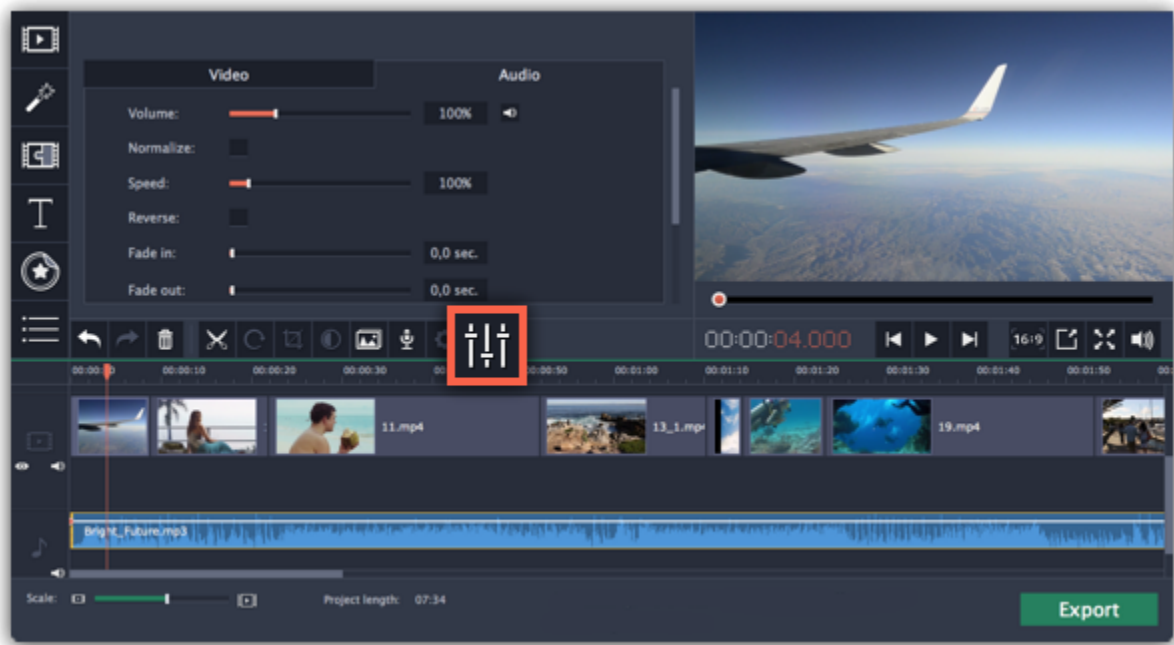 Video Audio
Volume: 100%
Normalize:
Speed: 100%
Reverse:
Fade in: 0,0 sec.
Fade out: 0,0 sec.
T
00:00:04.000 16:9
00:00:10 00:00:20 00:00:30 00:00:50 00:01:00 00:01:10 00:01:20 00:01:30 00:01:40 00:01:50
11.mp4 13_1.mp4 19.mp4
Bright_Future.mp3
Scale: Project length: 07:34
Export